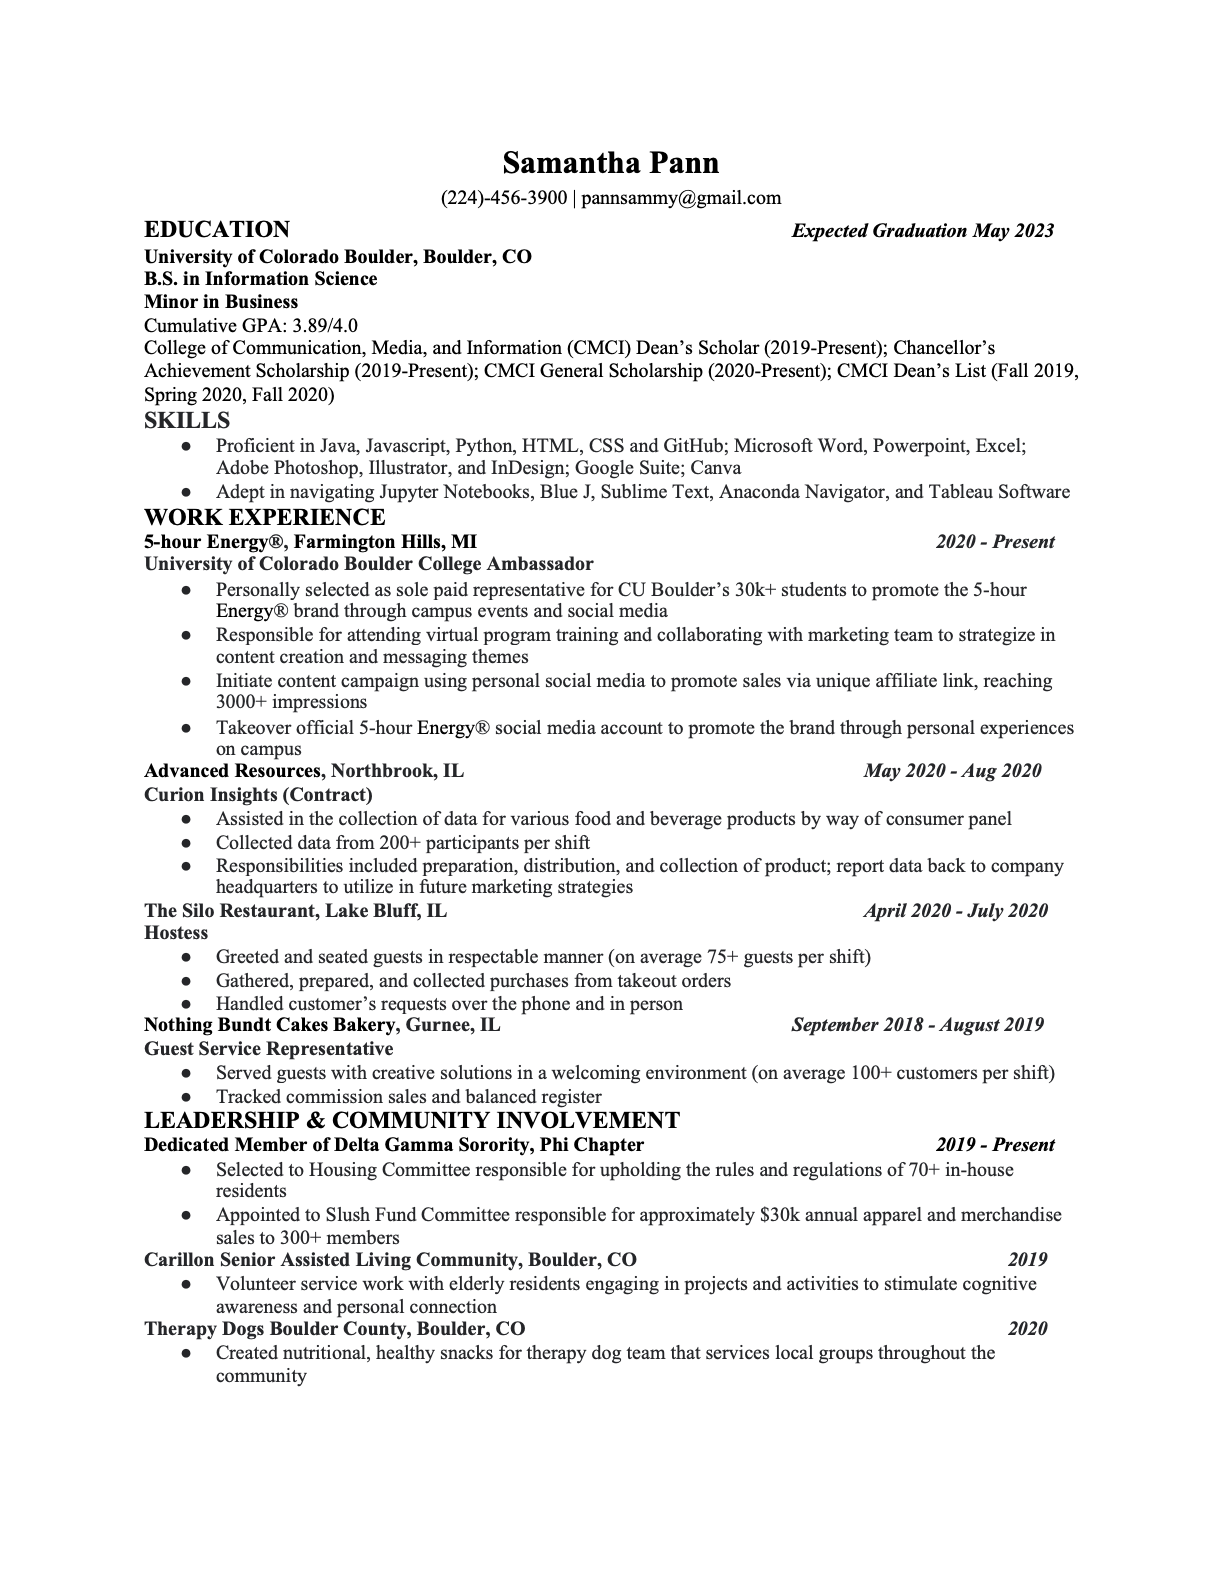 Samantha Pann
(224)-456-3900 | pannsammy@gmail.com
EDUCATION Expected Graduation May 2023
University of Colorado Boulder, Boulder, CO
B.S. in Information Science
Minor in Business
Cumulative GPA: 3.89/4.0
College of Communication, Media, and Information (CMCI) Dean’s Scholar (2019-Present); Chancellor’s
Achievement Scholarship (2019-Present); CMCI General Scholarship (2020-Present); CMCI Dean’s List (Fall 2019,
Spring 2020, Fall 2020)
SKILLS
● Proficient in Java, Javascript, Python, HTML, CSS and GitHub; Microsoft Word, Powerpoint, Excel;
Adobe Photoshop, Illustrator, and InDesign; Google Suite; Canva
● Adept in navigating Jupyter Notebooks, Blue J, Sublime Text, Anaconda Navigator, and Tableau Software
WORK EXPERIENCE
5-hour Energy®, Farmington Hills, MI 2020 - Present
University of Colorado Boulder College Ambassador
● Personally selected as sole paid representative for CU Boulder’s 30k+ students to promote the 5-hour
Energy® brand through campus events and social media
● Responsible for attending virtual program training and collaborating with marketing team to strategize in
content creation and messaging themes
● Initiate content campaign using personal social media to promote sales via unique affiliate link, reaching
3000+ impressions
● Takeover official 5-hour Energy® social media account to promote the brand through personal experiences
on campus
Advanced Resources, Northbrook, IL May 2020 - Aug 2020
Curion Insights (Contract)
● Assisted in the collection of data for various food and beverage products by way of consumer panel
● Collected data from 200+ participants per shift
● Responsibilities included preparation, distribution, and collection of product; report data back to company
headquarters to utilize in future marketing strategies
The Silo Restaurant, Lake Bluff, IL April 2020 - July 2020
Hostess
● Greeted and seated guests in respectable manner (on average 75+ guests per shift)
● Gathered, prepared, and collected purchases from takeout orders
● Handled customer’s requests over the phone and in person
Nothing Bundt Cakes Bakery, Gurnee, IL September 2018 - August 2019
Guest Service Representative
● Served guests with creative solutions in a welcoming environment (on average 100+ customers per shift)
● Tracked commission sales and balanced register
LEADERSHIP & COMMUNITY INVOLVEMENT
Dedicated Member of Delta Gamma Sorority, Phi Chapter 2019 - Present
● Selected to Housing Committee responsible for upholding the rules and regulations of 70+ in-house
residents
● Appointed to Slush Fund Committee responsible for approximately $30k annual apparel and merchandise
sales to 300+ members
Carillon Senior Assisted Living Community, Boulder, CO 2019
● Volunteer service work with elderly residents engaging in projects and activities to stimulate cognitive
awareness and personal connection
Therapy Dogs Boulder County, Boulder, CO 2020
● Created nutritional, healthy snacks for therapy dog team that services local groups throughout the
community